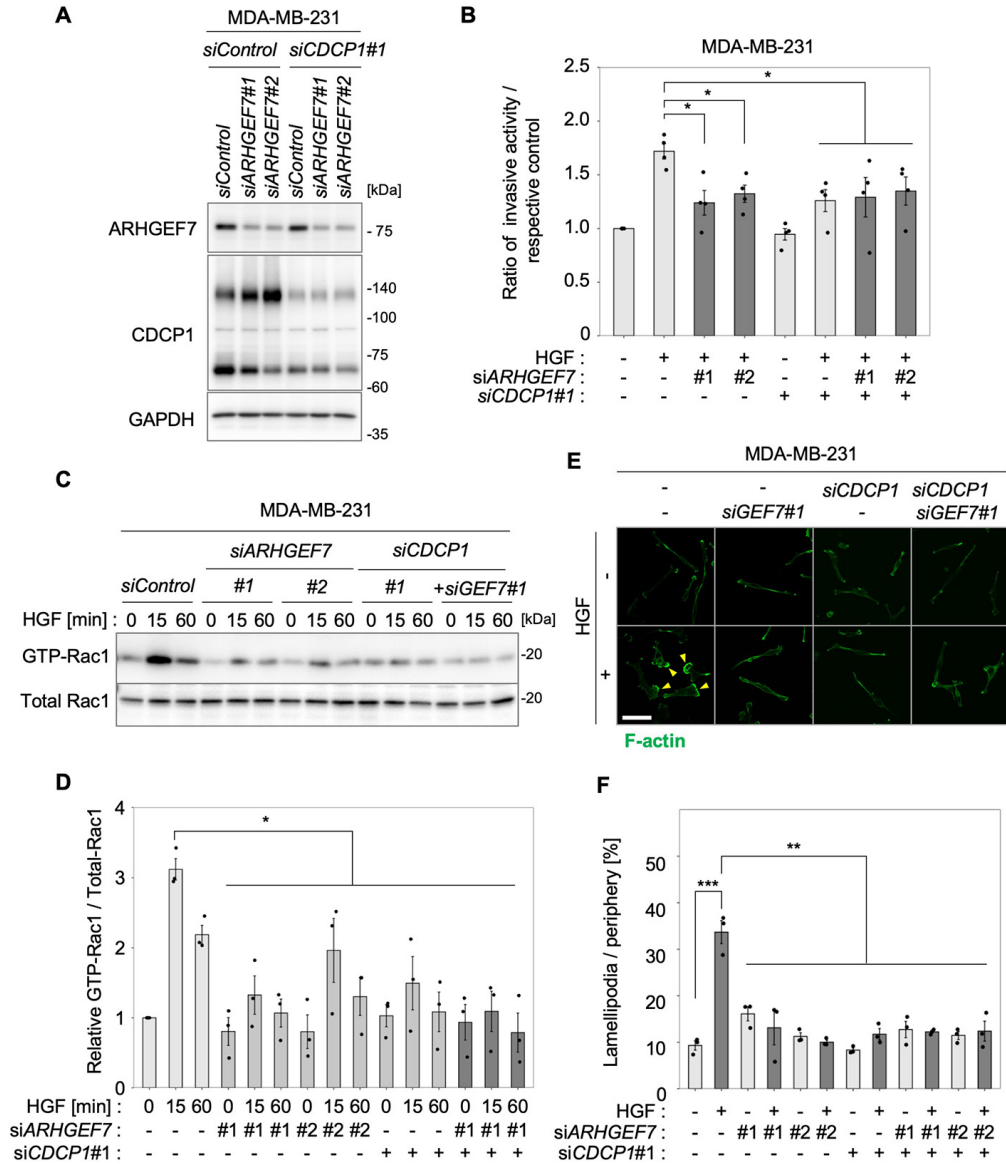 A
MDA-MB-231
siControl siCDCP1#1
siControl siARHGEF7#1 siARHGEF7#2 siControl siARHGEF7#1 siARHGEF7#2
[kDa]
ARHGEF7
- 75
CDCP1
-140
-100
-75
- 60
GAPDH
-35
B
MDA-MB-231
Ratio of invasive activity /
respective control
2.5
2.0
1.5
1.0
0.5
0
*
*
*
HGF : - + + + - + + +
siARHGEF7 : - - #1 #2 - - #1 #2
siCDCP1#1 : - - - - + + + +
C
MDA-MB-231
siARHGEF7 siCDCP1
siControl #1 #2 #1 +siGEF7#1
HGF [min] : 0 15 60 0 15 60 0 15 60 0 15 60 0 15 60 [kDa]
GTP-Rac1 -20
Total Rac1 -20
E
MDA-MB-231
- - siCDCP1 siCDCP1
- siGEF7#1 - siGEF7#1
HGF
-
+
F-actin
D
Relative GTP-Rac1 / Total-Rac1
4
3
2
1
0
*
HGF [min] : 0 15 60 0 15 60 0 15 60 0 15 60 0 15 60
siARHGEF7 : - - - #1 #1 #1 #2 #2 #2 - - - #1 #1 #1
siCDCP1#1 : - - - - - - - - - + + + + + +
F
Lamellipodia / periphery [%]
50
40
30
20
10
0
***
**
HGF : - + - + - + - + - + - +
siARHGEF7 : - - #1 #1 #2 #2 - - #1 #1 #2 #2
siCDCP1#1 : - - - - - - + + + + + +